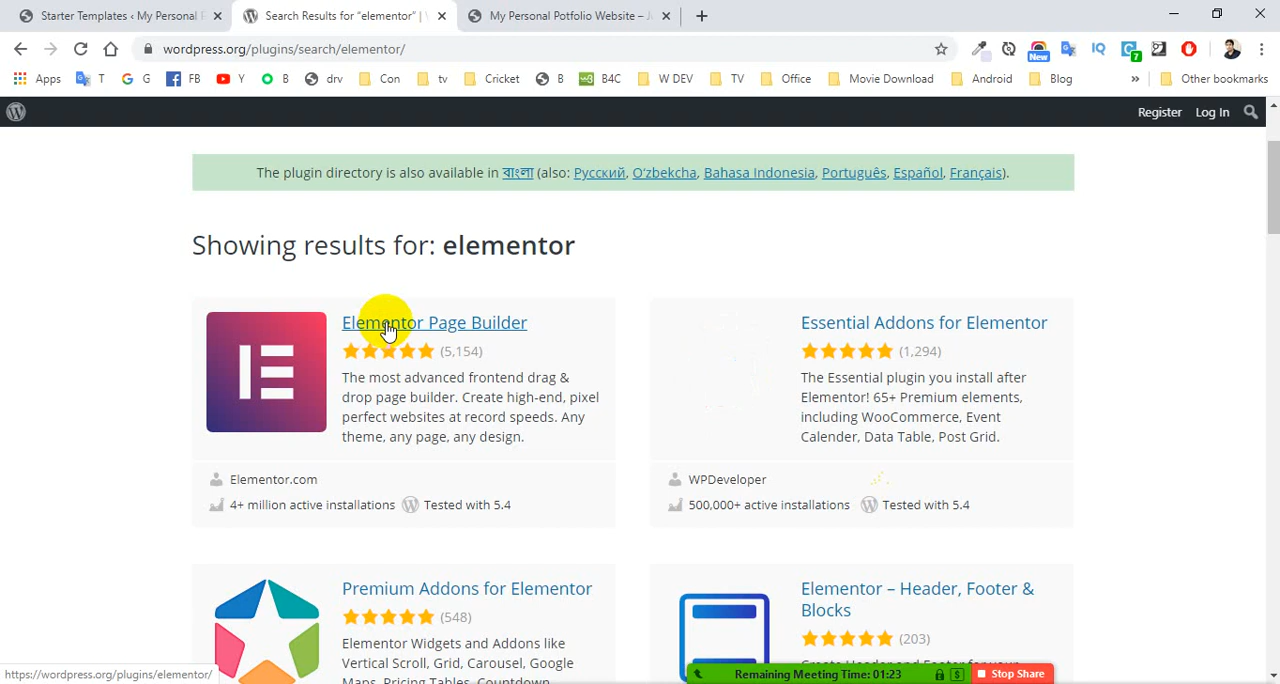 Starter Templates ‹ My Personal P
Search Results for “elementor” |
My Personal Potfolio Website –
wordpress.org/plugins/search/elementor/
New
7
Apps
T
G
FB
Y
B
drv
Con
tv
Cricket
B
B4C
W DEV
TV
Office
Movie Download
Android
Blog
»
Other bookmarks
Register
Log In
The plugin directory is also available in বাংলা (also: Русский, O‘zbekcha, Bahasa Indonesia, Português, Español, Français).
Showing results for: elementor
Elementor Page Builder
(5,154)
The most advanced frontend drag &
drop page builder. Create high-end, pixel
perfect websites at record speeds. Any
theme, any page, any design.
Elementor.com
4+ million active installations
Tested with 5.4
Essential Addons for Elementor
(1,294)
The Essential plugin you install after
Elementor! 65+ Premium elements,
including WooCommerce, Event
Calender, Data Table, Post Grid.
WPDeveloper
500,000+ active installations
Tested with 5.4
Premium Addons for Elementor
(548)
Elementor Widgets and Addons like
Vertical Scroll, Grid, Carousel, Google
Maps, Pricing Tables, Countdown
Elementor – Header, Footer &
Blocks
(203)
Create Header and Footer for your
https://wordpress.org/plugins/elementor/
Remaining Meeting Time: 01:23
Stop Share